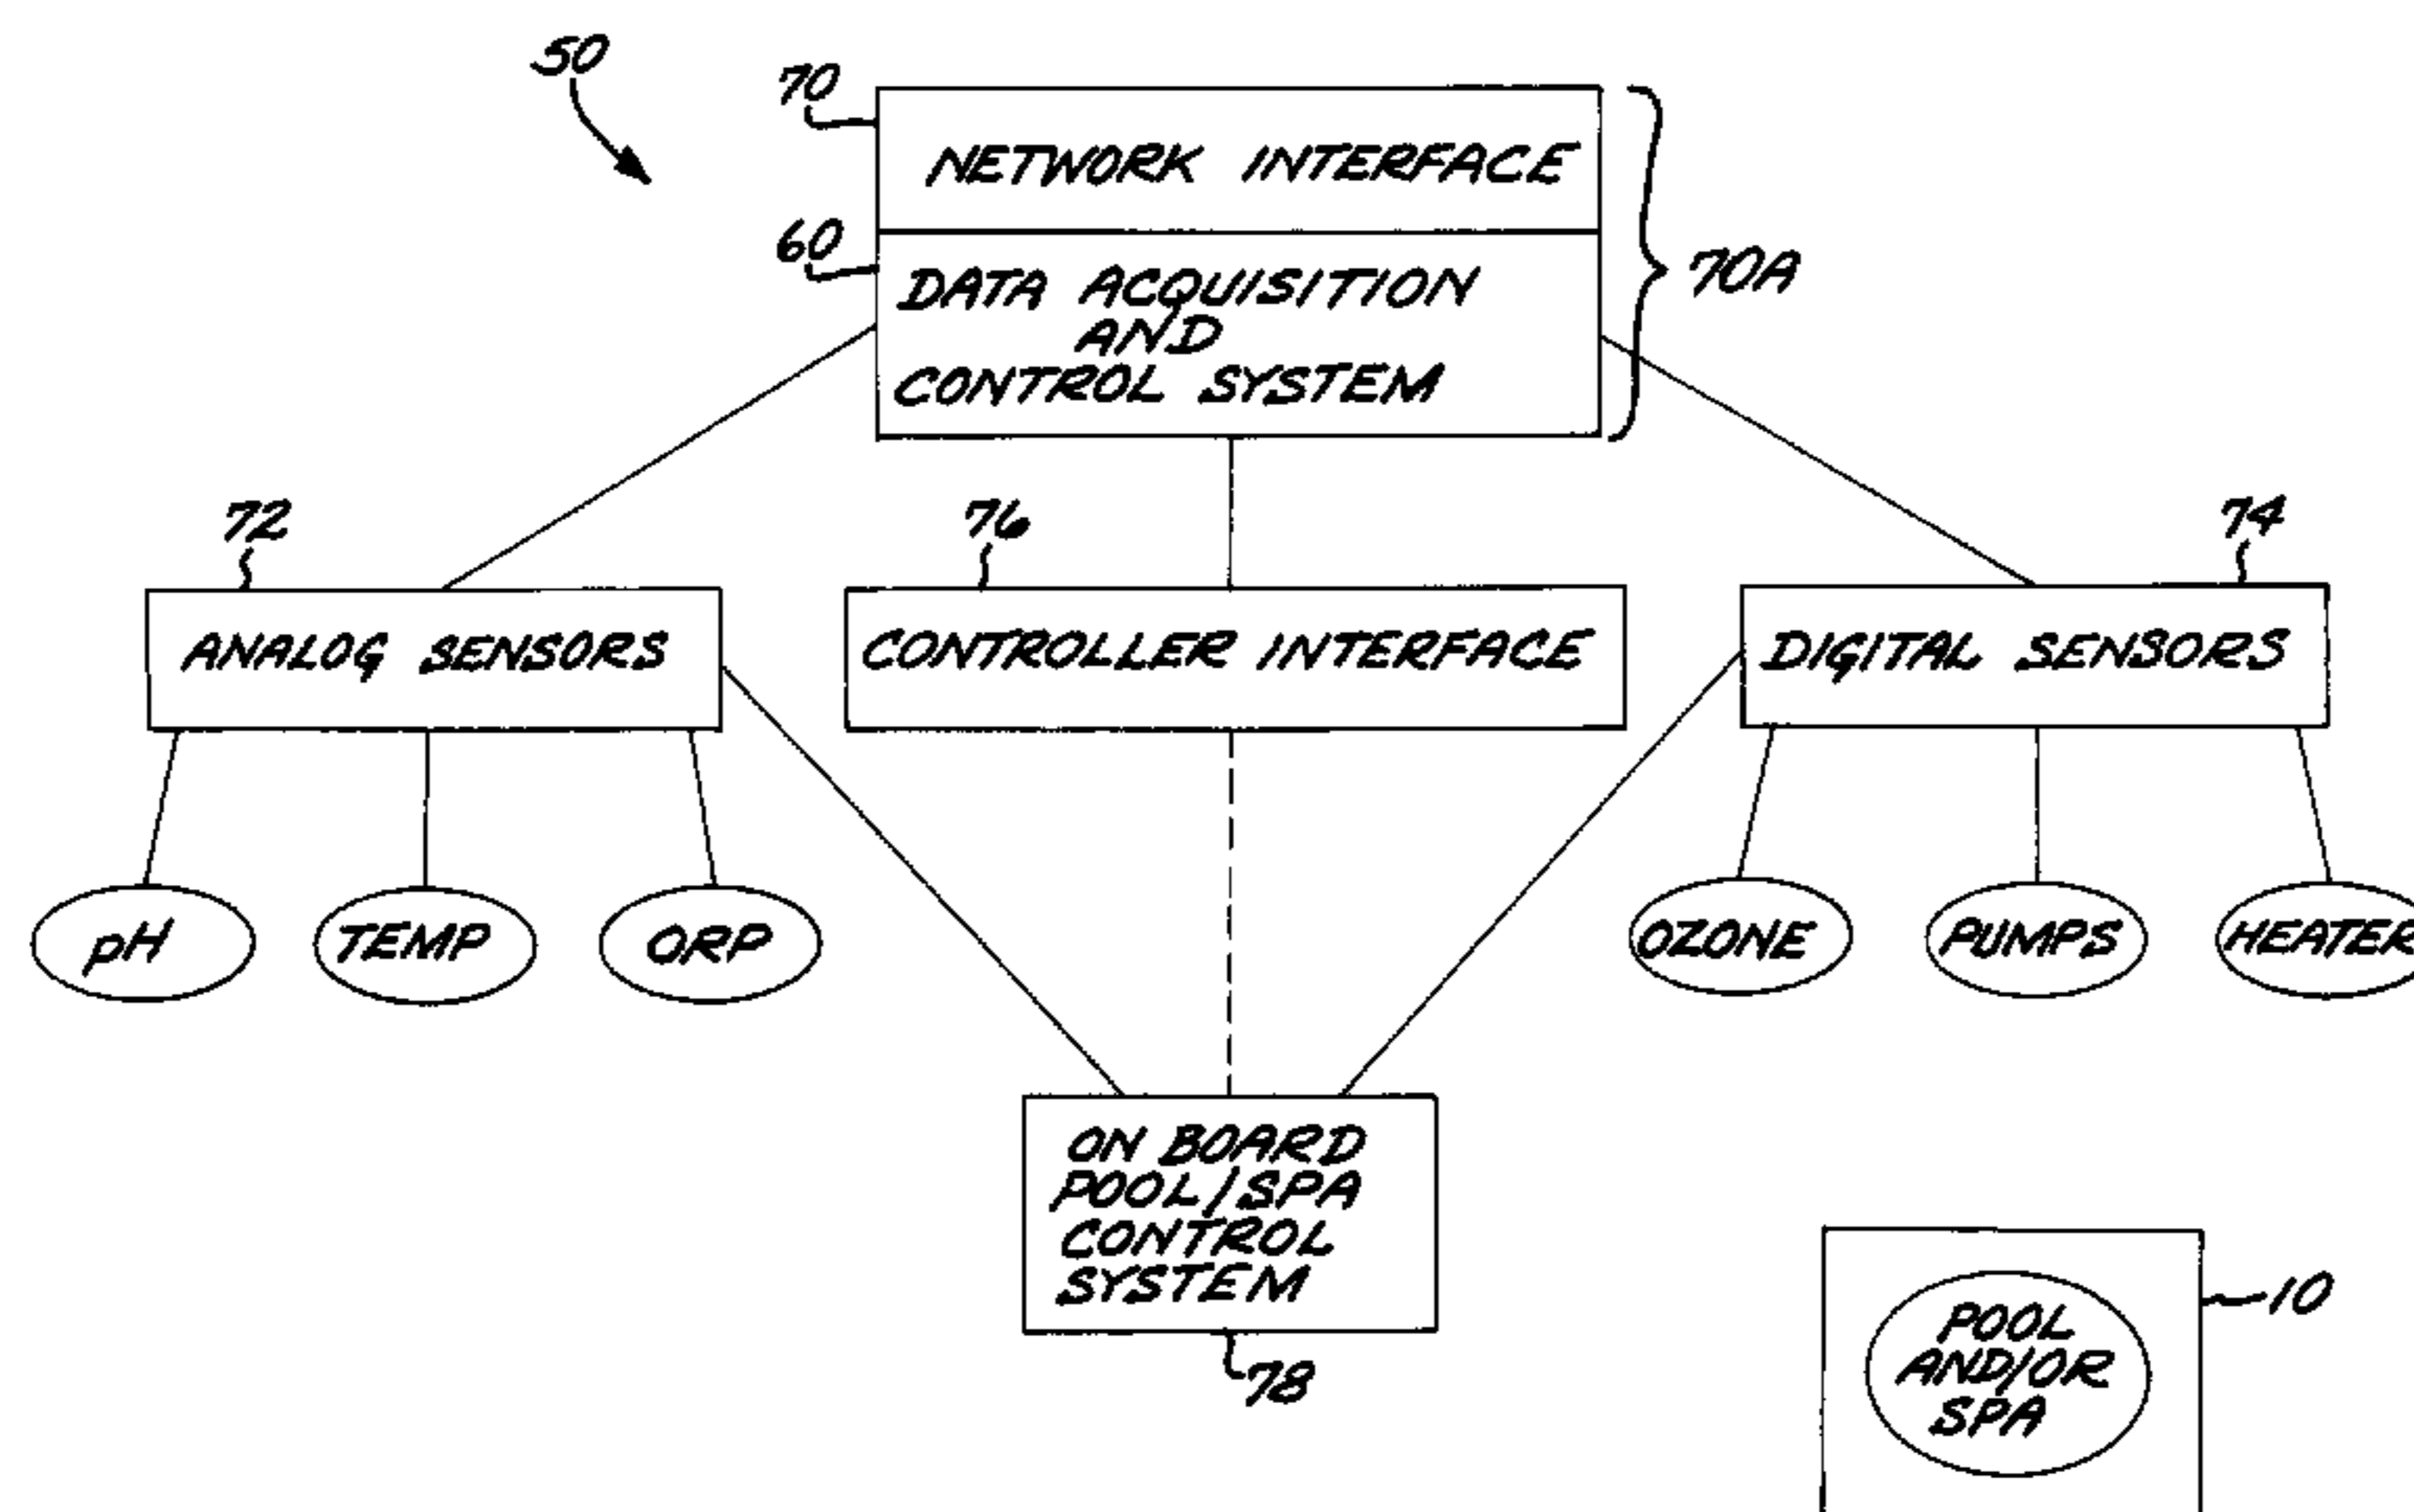 50
70
NETWORK INTERFACE
60
DATA ACQUISITION
AND
CONTROL SYSTEM
70A
72
76
74
ANALOG SENSORS
CONTROLLER INTERFACE
DIGITAL SENSORS
pH
TEMP
ORP
OZONE
PUMPS
HEATER
ON BOARD
POOL/SPA
CONTROL
SYSTEM
78
10
POOL
AND/OR
SPA